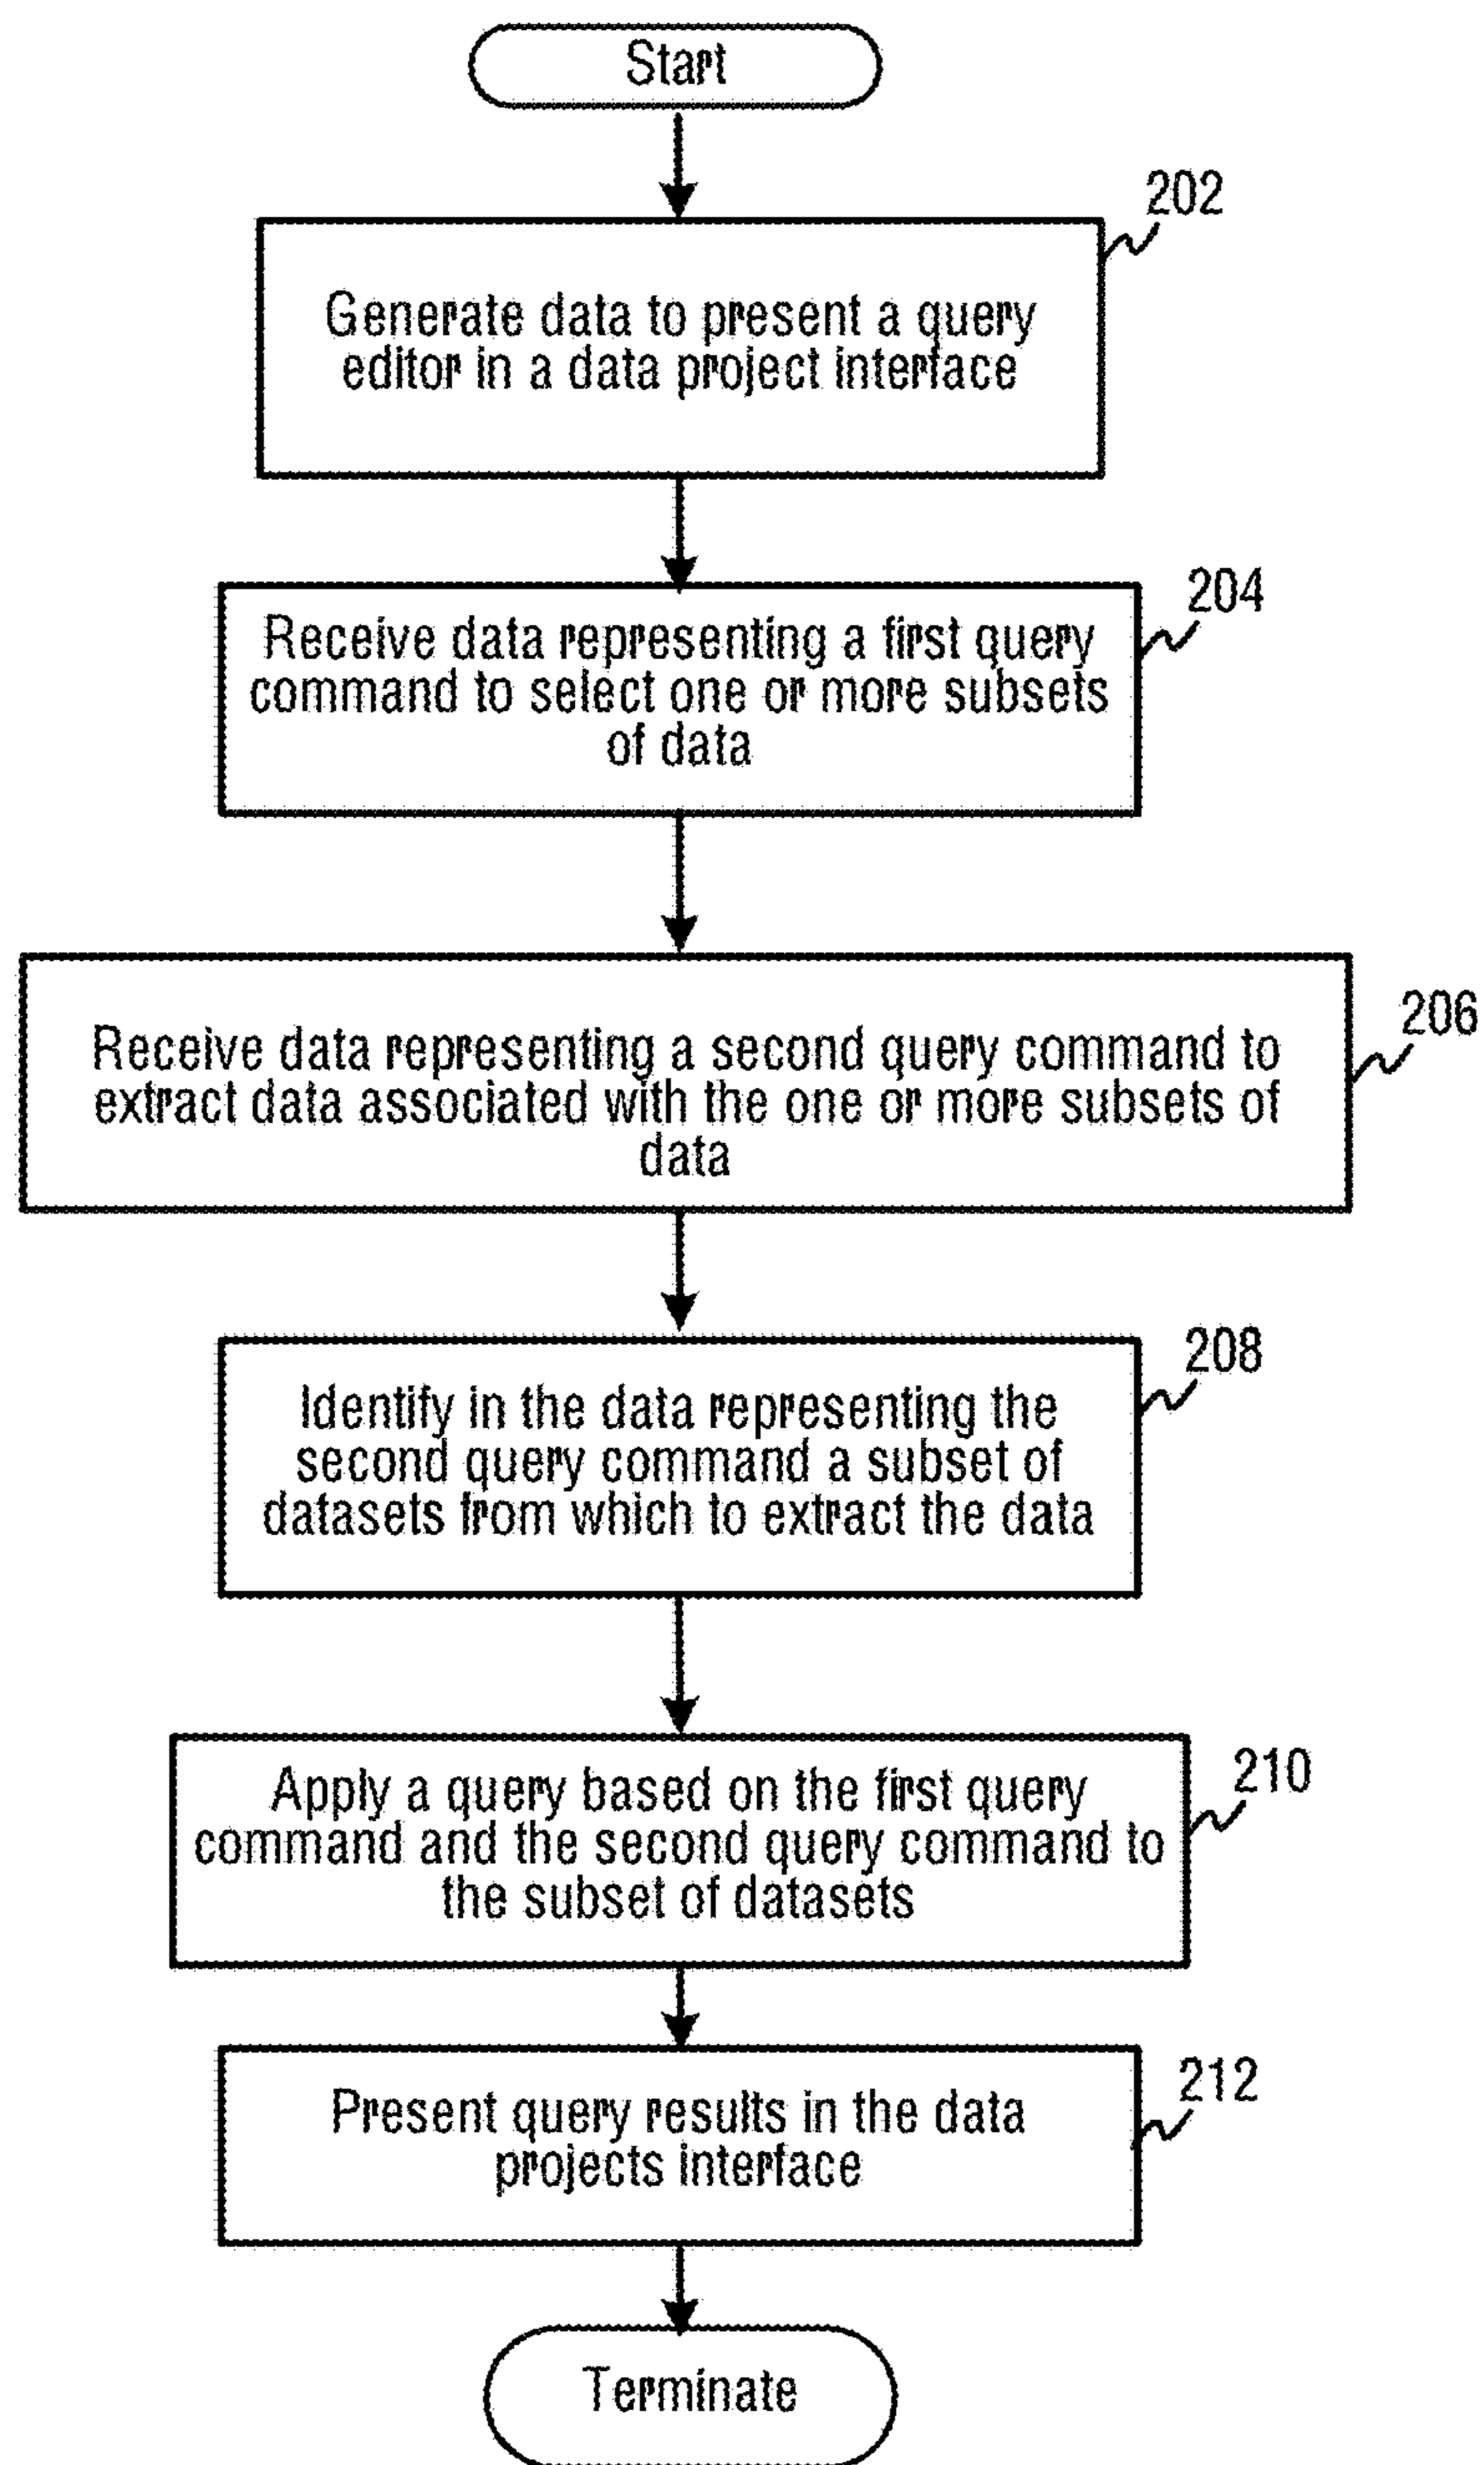 Start
202
Generate data to present a query
editor in a data project interface
204
Receive data representing a first query
command to select one or more subsets
of data
206
Receive data representing a second query command to
extract data associated with the one or more subsets of
data
208
Identify in the data representing the
second query command a subset of
datasets from which to extract the data
210
Apply a query based on the first query
command and the second query command to
the subset of datasets
212
Present query results in the data
projects interface
Terminate